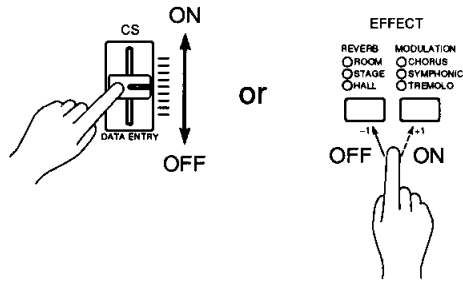 ON
CS
DATA ENTRY
OFF
or
EFFECT
REVERB MODULATION
ROOM CHORUS
STAGE SYMPHONIC
HALL TREMOLO
-1 +1
OFF ON